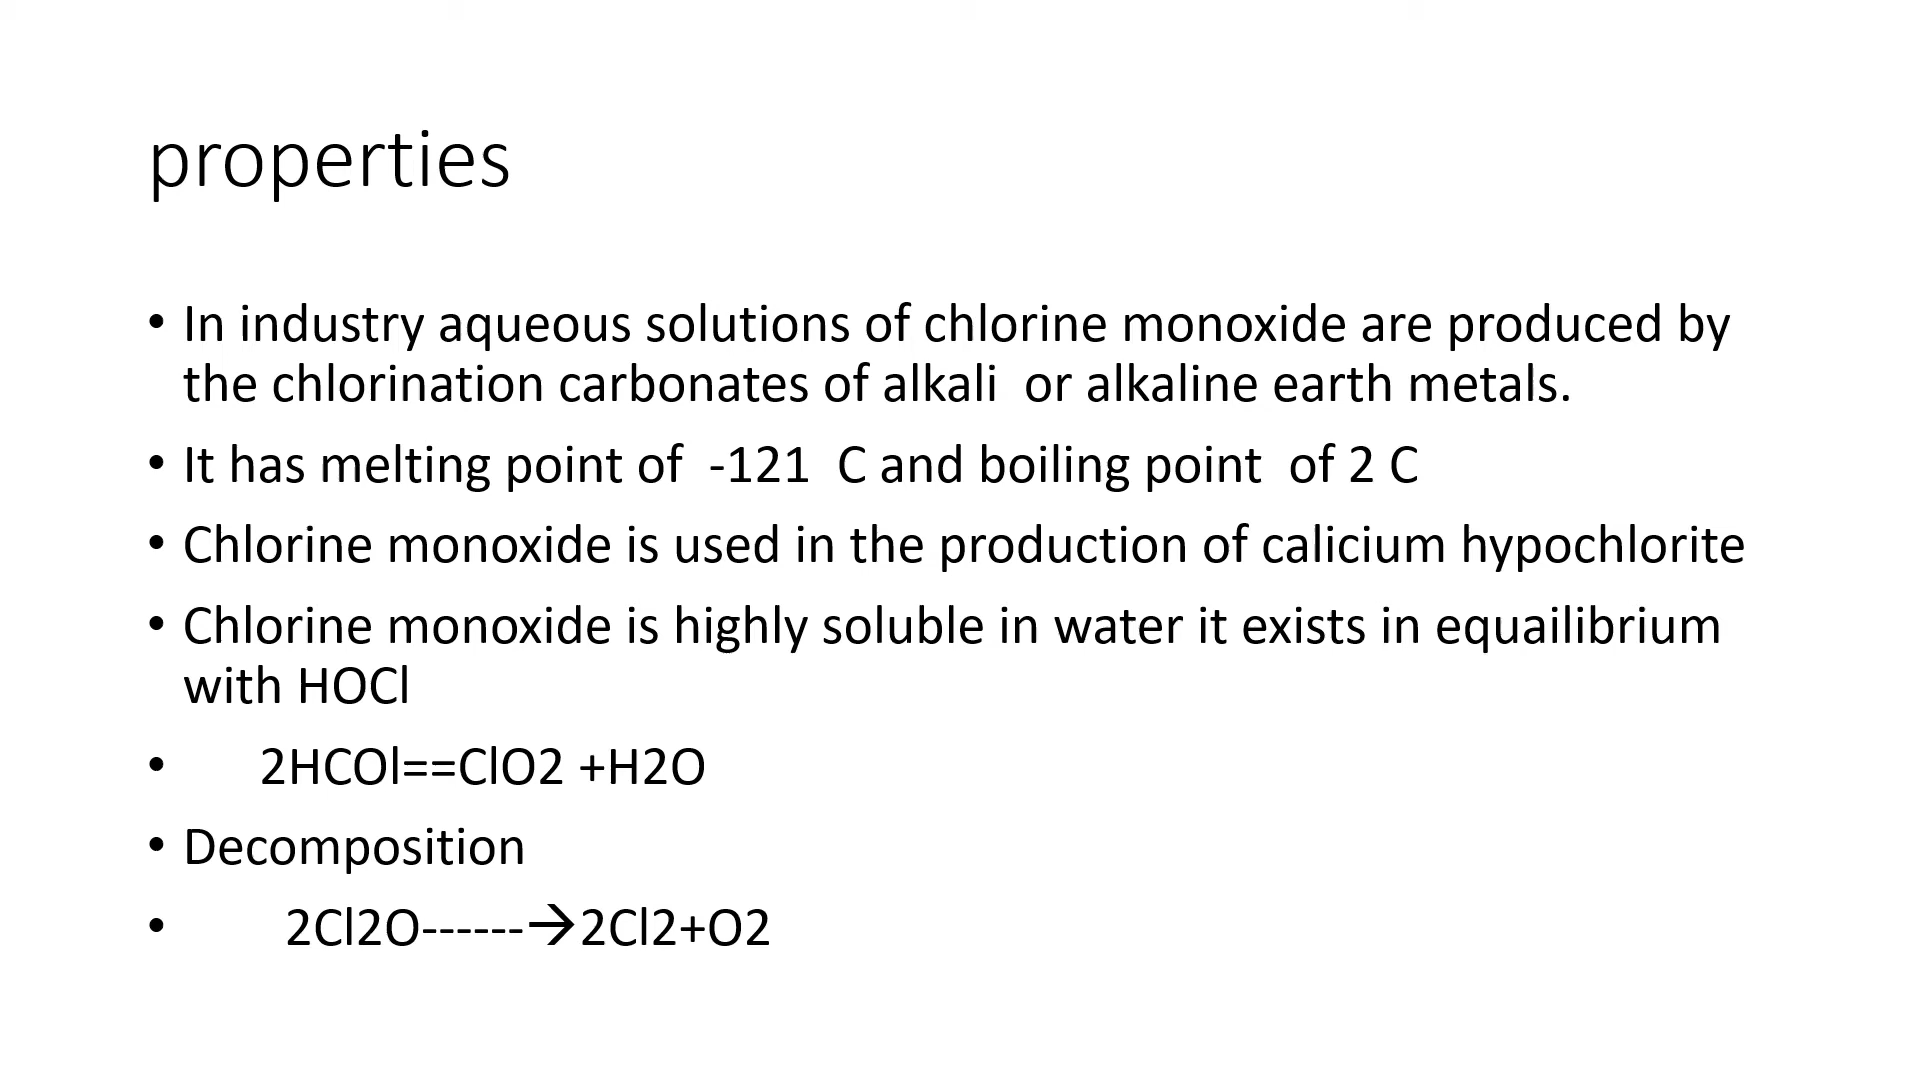 properties
• In industry aqueous solutions of chlorine monoxide are produced by
the chlorination carbonates of alkali or alkaline earth metals.
• It has melting point of -121 C and boiling point of 2 C
• Chlorine monoxide is used in the production of calicium hypochlorite
• Chlorine monoxide is highly soluble in water it exists in equailibrium
with HOCl
• 2HCOl==ClO2 +H2O
• Decomposition
• 2Cl2O------→2Cl2+O2